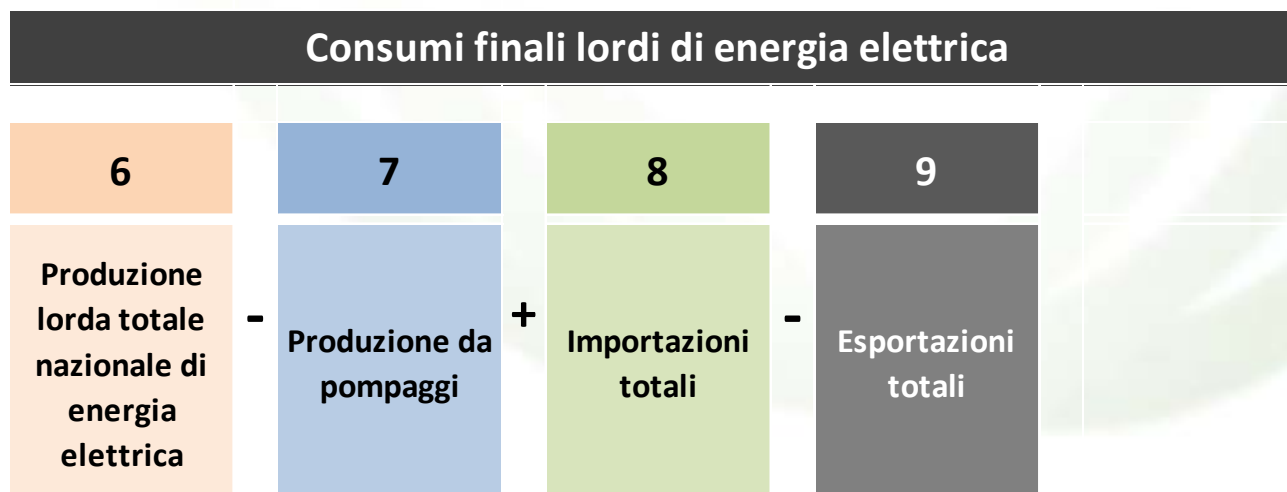 Consumi finali lordi di energia elettrica
6
7
8
9
Produzione
lorda totale
nazionale di
energia
elettrica
-
Produzione da
pompaggi
+
Importazioni
totali
-
Esportazioni
totali